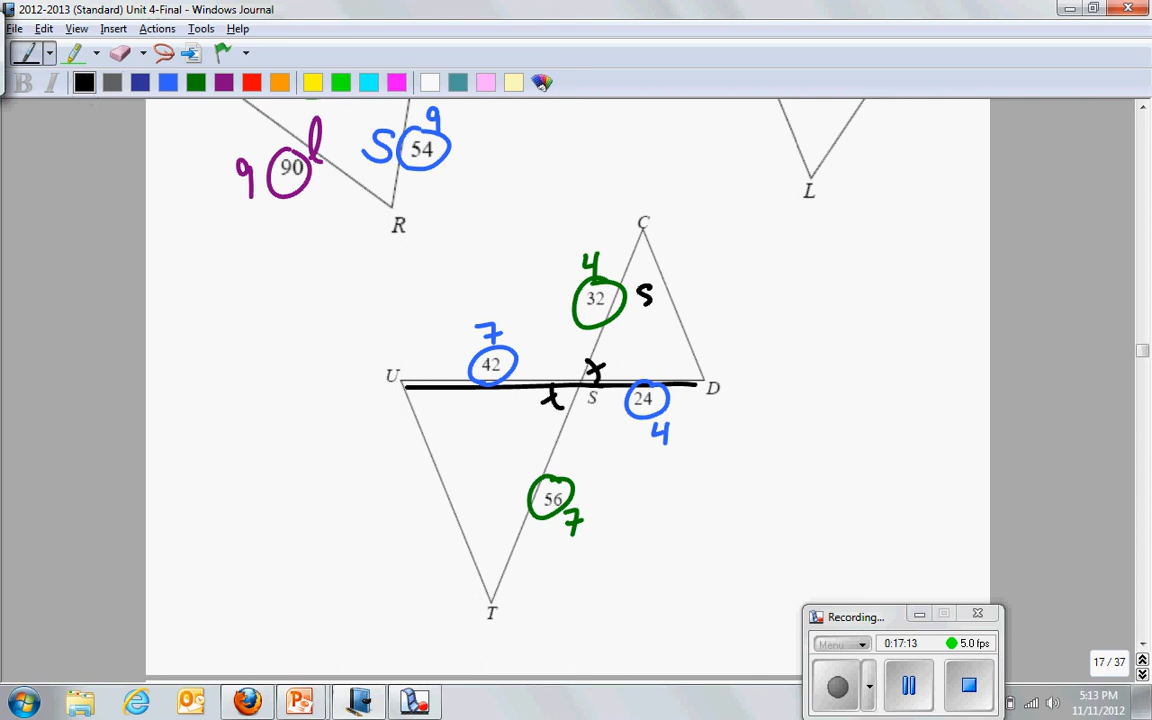 2012-2013 (Standard) Unit 4-Final - Windows Journal
File Edit View Insert Actions Tools Help
B I
9
S 54
l
9 90
R
L
C
4
32 S
7
42
U
x
D
x S 24
4
56
7
T
Recording...
Menu 0:17:13 5.0 fps
17 / 37
5:13 PM
11/11/2012